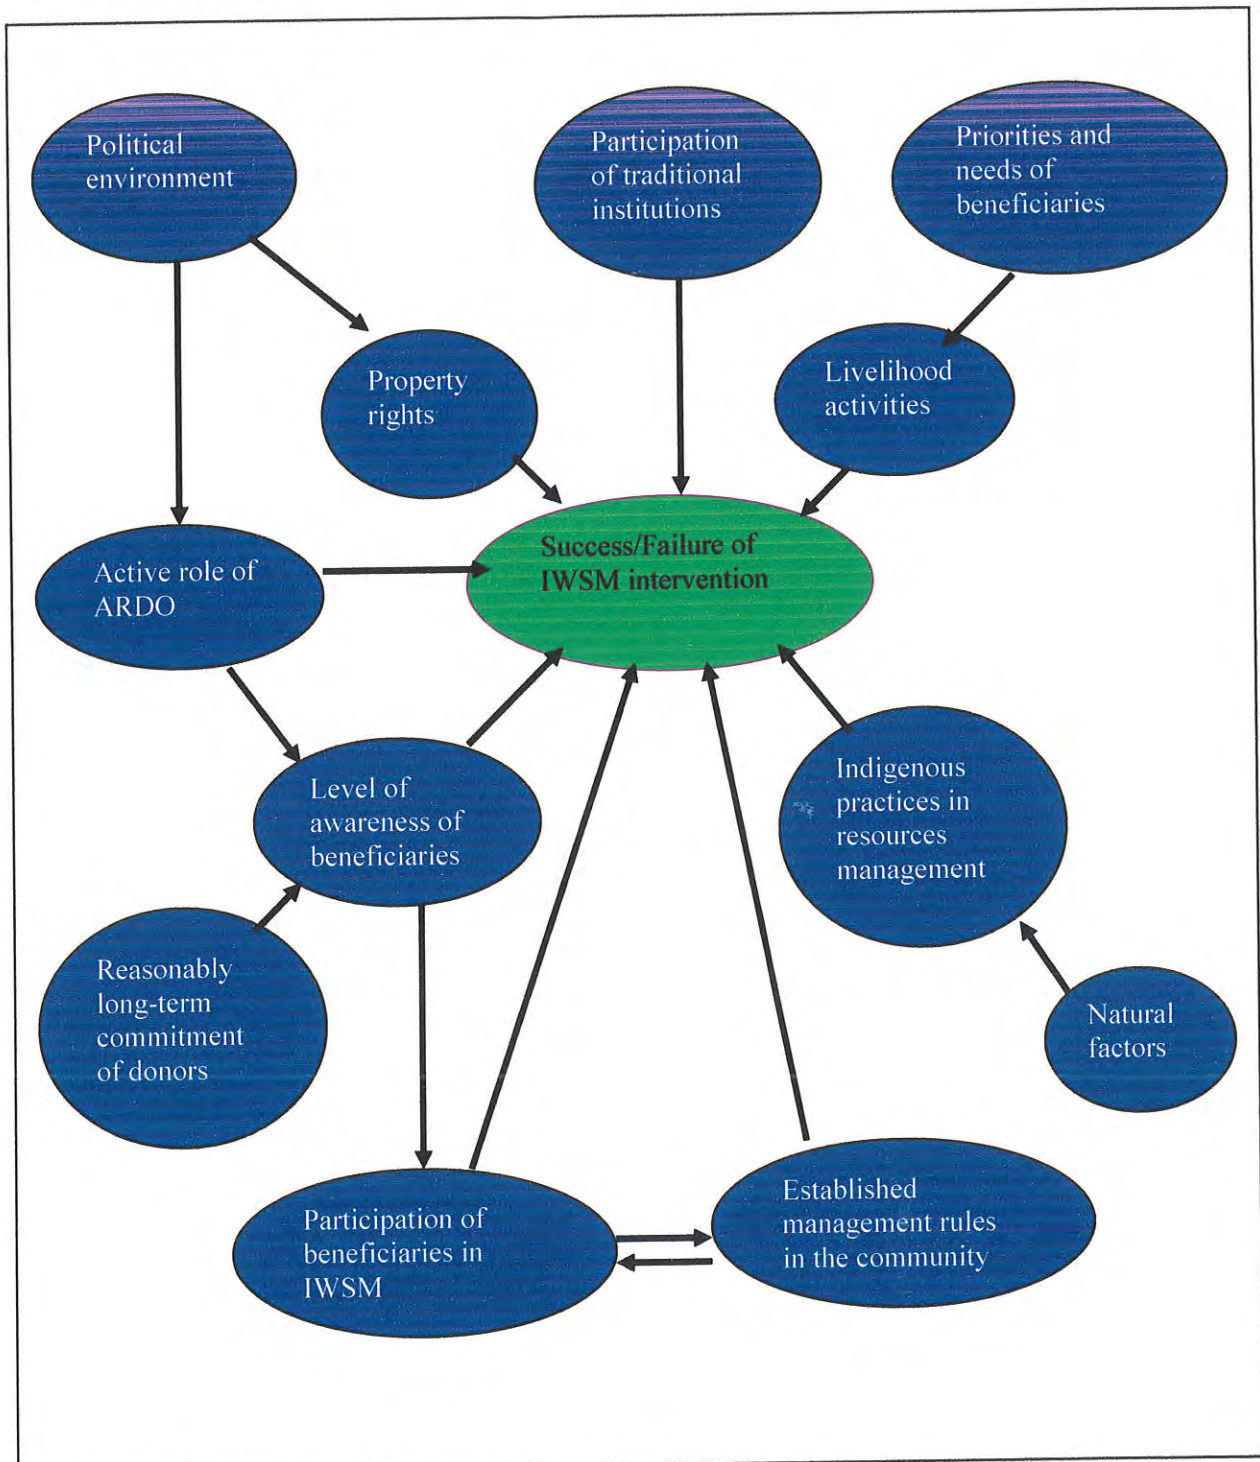 Political
environment
Participation
of traditional
institutions
Priorities and
needs of
beneficiaries
Property
rights
Livelihood
activities
Active role of
ARDO
Success/Failure of
IWSM intervention
Level of
awareness of
beneficiaries
Indigenous
practices in
resources
management
Reasonably
long-term
commitment
of donors
Natural
factors
Participation of
beneficiaries in
IWSM
Established
management rules
in the community